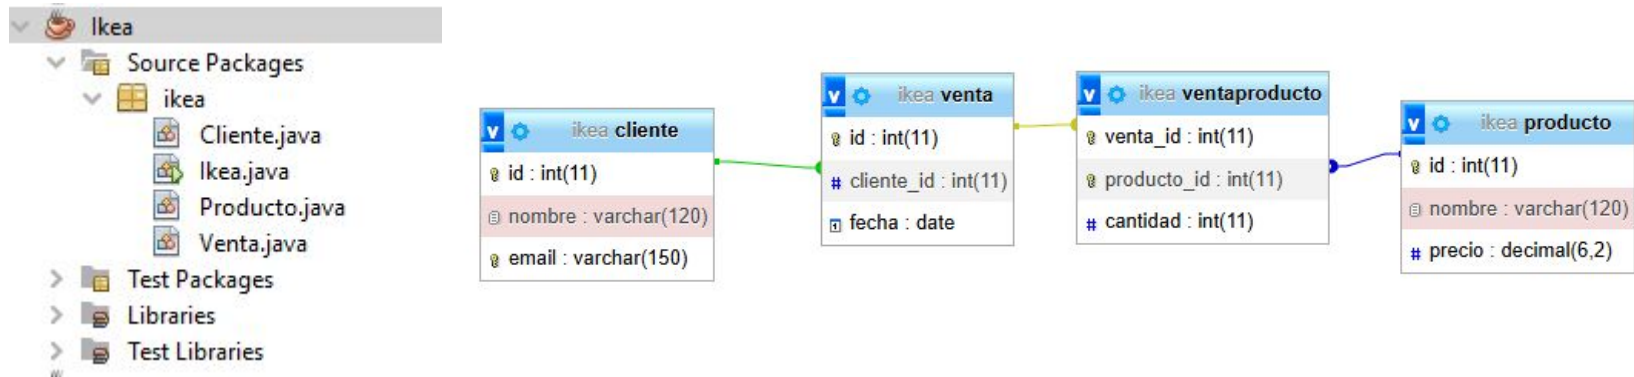 Ikea
Source Packages
ikea
Cliente.java
Ikea.java
Producto.java
Venta.java
Test Packages
Libraries
Test Libraries
v ikea cliente
id : int(11)
nombre : varchar(120)
email : varchar(150)
v ikea venta
id : int(11)
# cliente_id : int(11)
fecha : date
v ikea ventaproducto
venta_id : int(11)
producto_id : int(11)
# cantidad : int(11)
v ikea producto
id : int(11)
nombre : varchar(120)
# precio : decimal(6,2)